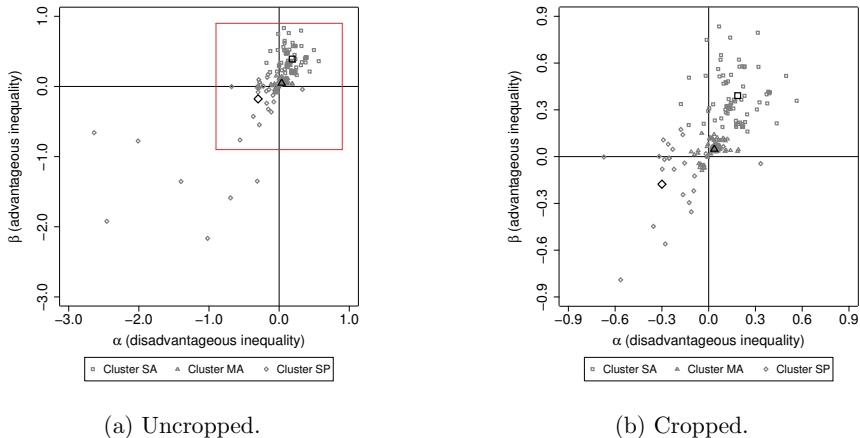 1.0
0.0
−1.0
−2.0
−3.0
β (advantageous inequality)
−3.0 −2.0 −1.0 0.0 1.0
α (disadvantageous inequality)
Cluster SA Cluster MA Cluster SP
(a) Uncropped.
0.9
0.6
0.3
0.0
−0.3
−0.6
−0.9
β (advantageous inequality)
−0.9 −0.6 −0.3 0.0 0.3 0.6 0.9
α (disadvantageous inequality)
Cluster SA Cluster MA Cluster SP
(b) Cropped.